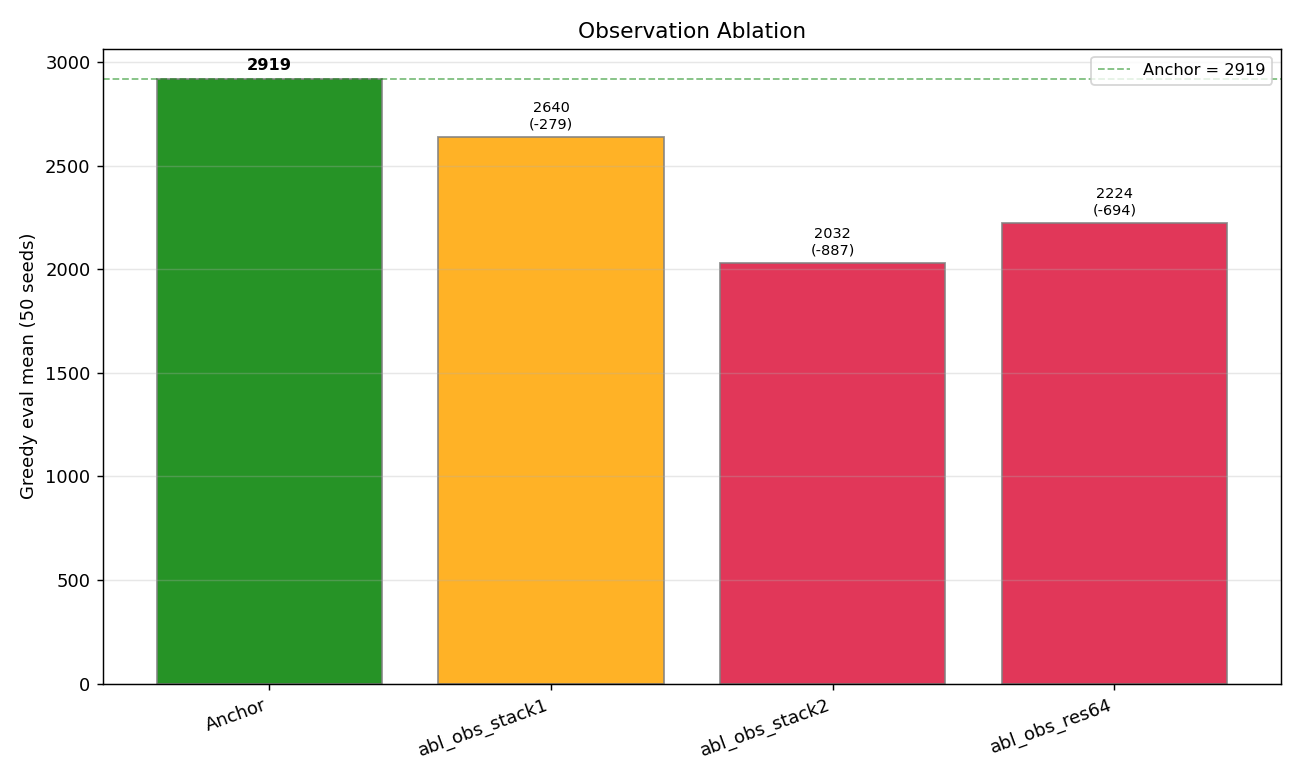 Observation Ablation
Greedy eval mean (50 seeds)
3000
2500
2000
1500
1000
500
0
2919
2640
(-279)
2032
(-887)
2224
(-694)
Anchor = 2919
Anchor
abl_obs_stack1
abl_obs_stack2
abl_obs_res64